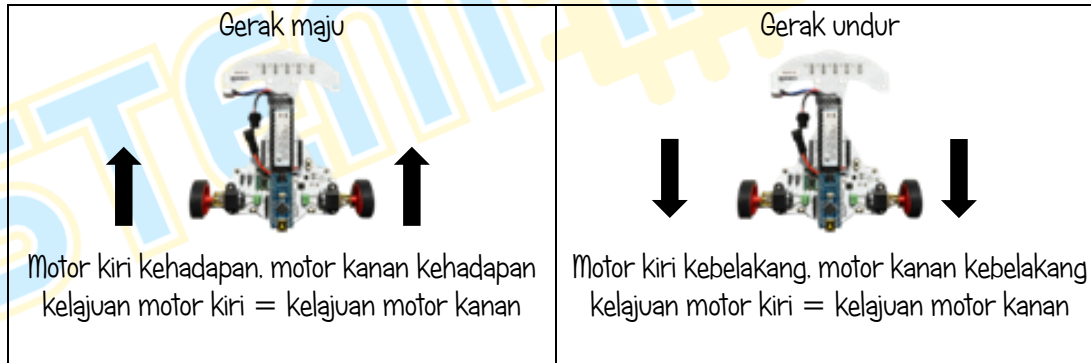 Gerak maju
Motor kiri kehadapan. motor kanan kehadapan
kelajuan motor kiri = kelajuan motor kanan
Gerak undur
Motor kiri kebelakang. motor kanan kebelakang
kelajuan motor kiri = kelajuan motor kanan